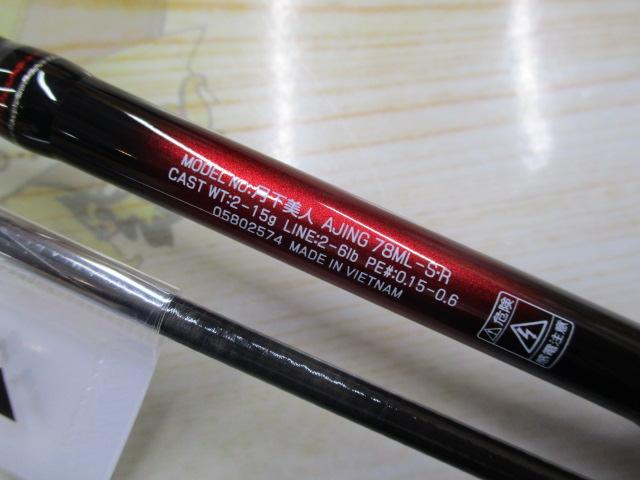 MODEL NO.:月下美人 AJING 78ML-S・R
CAST WT:2-15g LINE:2-6lb PE#:0.15-0.6
05802574 MADE IN VIETNAM
危険
感電注意